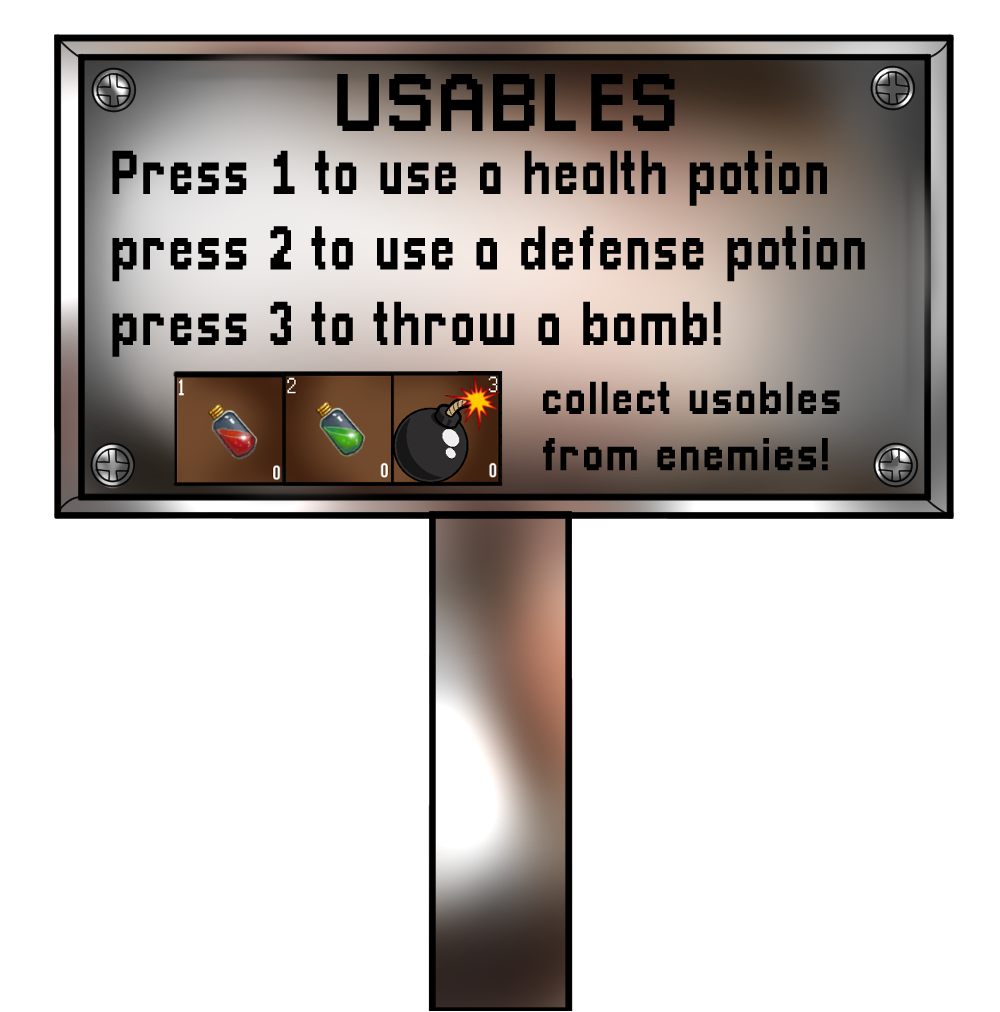 USABLES
Press 1 to use a health potion
press 2 to use a defense potion
press 3 to throw a bomb!
1 2 3
0 0 0
collect usables
from enemies!